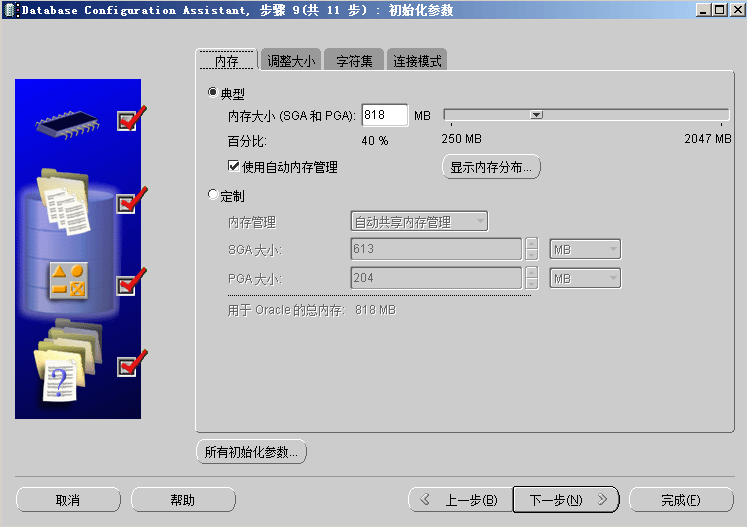 Database Configuration Assistant, 步骤 9(共 11 步) : 初始化参数
内存 调整大小 字符集 连接模式
典型
内存大小 (SGA 和 PGA): 818 MB
百分比: 40 % 250 MB 2047 MB
使用自动内存管理 显示内存分布...
定制
内存管理 自动共享内存管理
SGA 大小: 613 MB
PGA 大小: 204 MB
用于 Oracle 的总内存: 818 MB
?
所有初始化参数...
取消 帮助 上一步(B) 下一步(N) 完成(F)